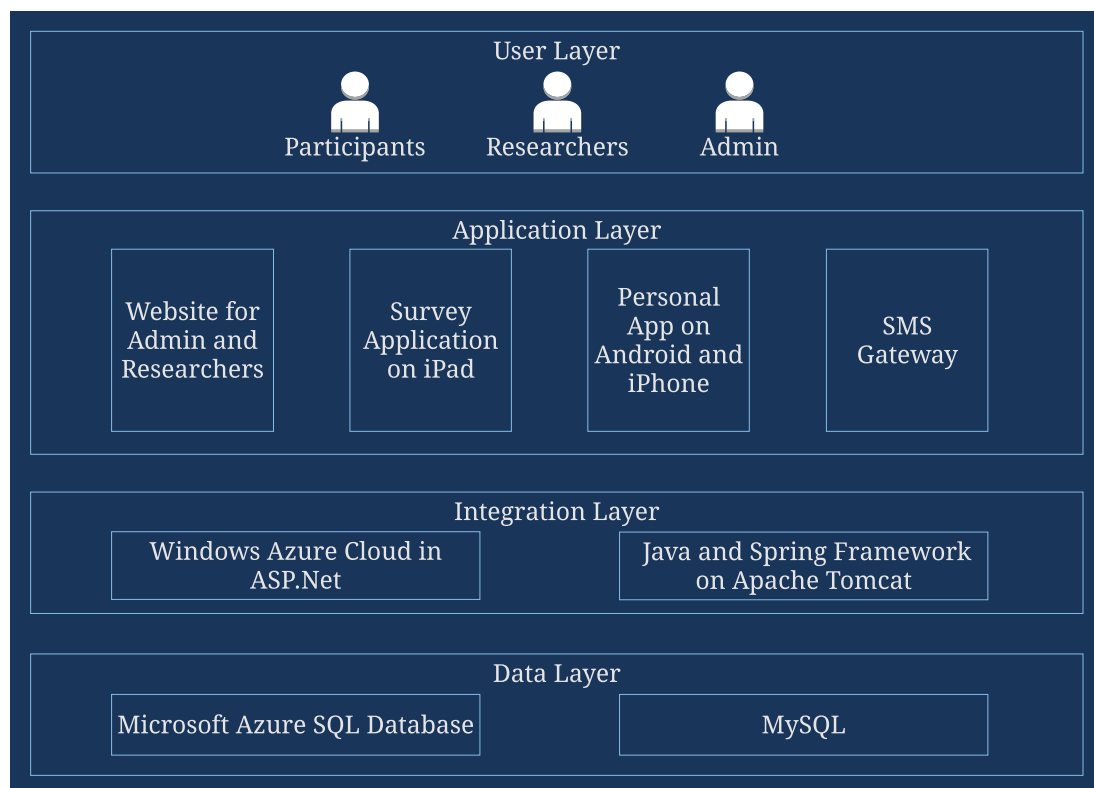 User Layer
Participants
Researchers
Admin
Application Layer
Website for
Admin and
Researchers
Survey
Application
on iPad
Personal
App on
Android and
iPhone
SMS
Gateway
Integration Layer
Windows Azure Cloud in
ASP.Net
Java and Spring Framework
on Apache Tomcat
Data Layer
Microsoft Azure SQL Database
MySQL